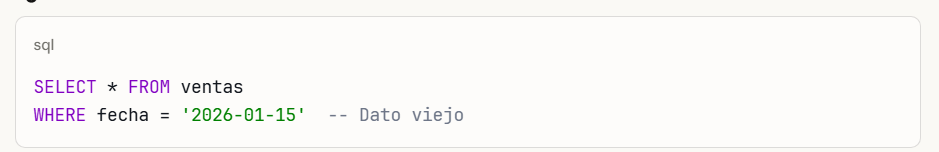 sql
SELECT * FROM ventas
WHERE fecha = '2026-01-15'  -- Dato viejo